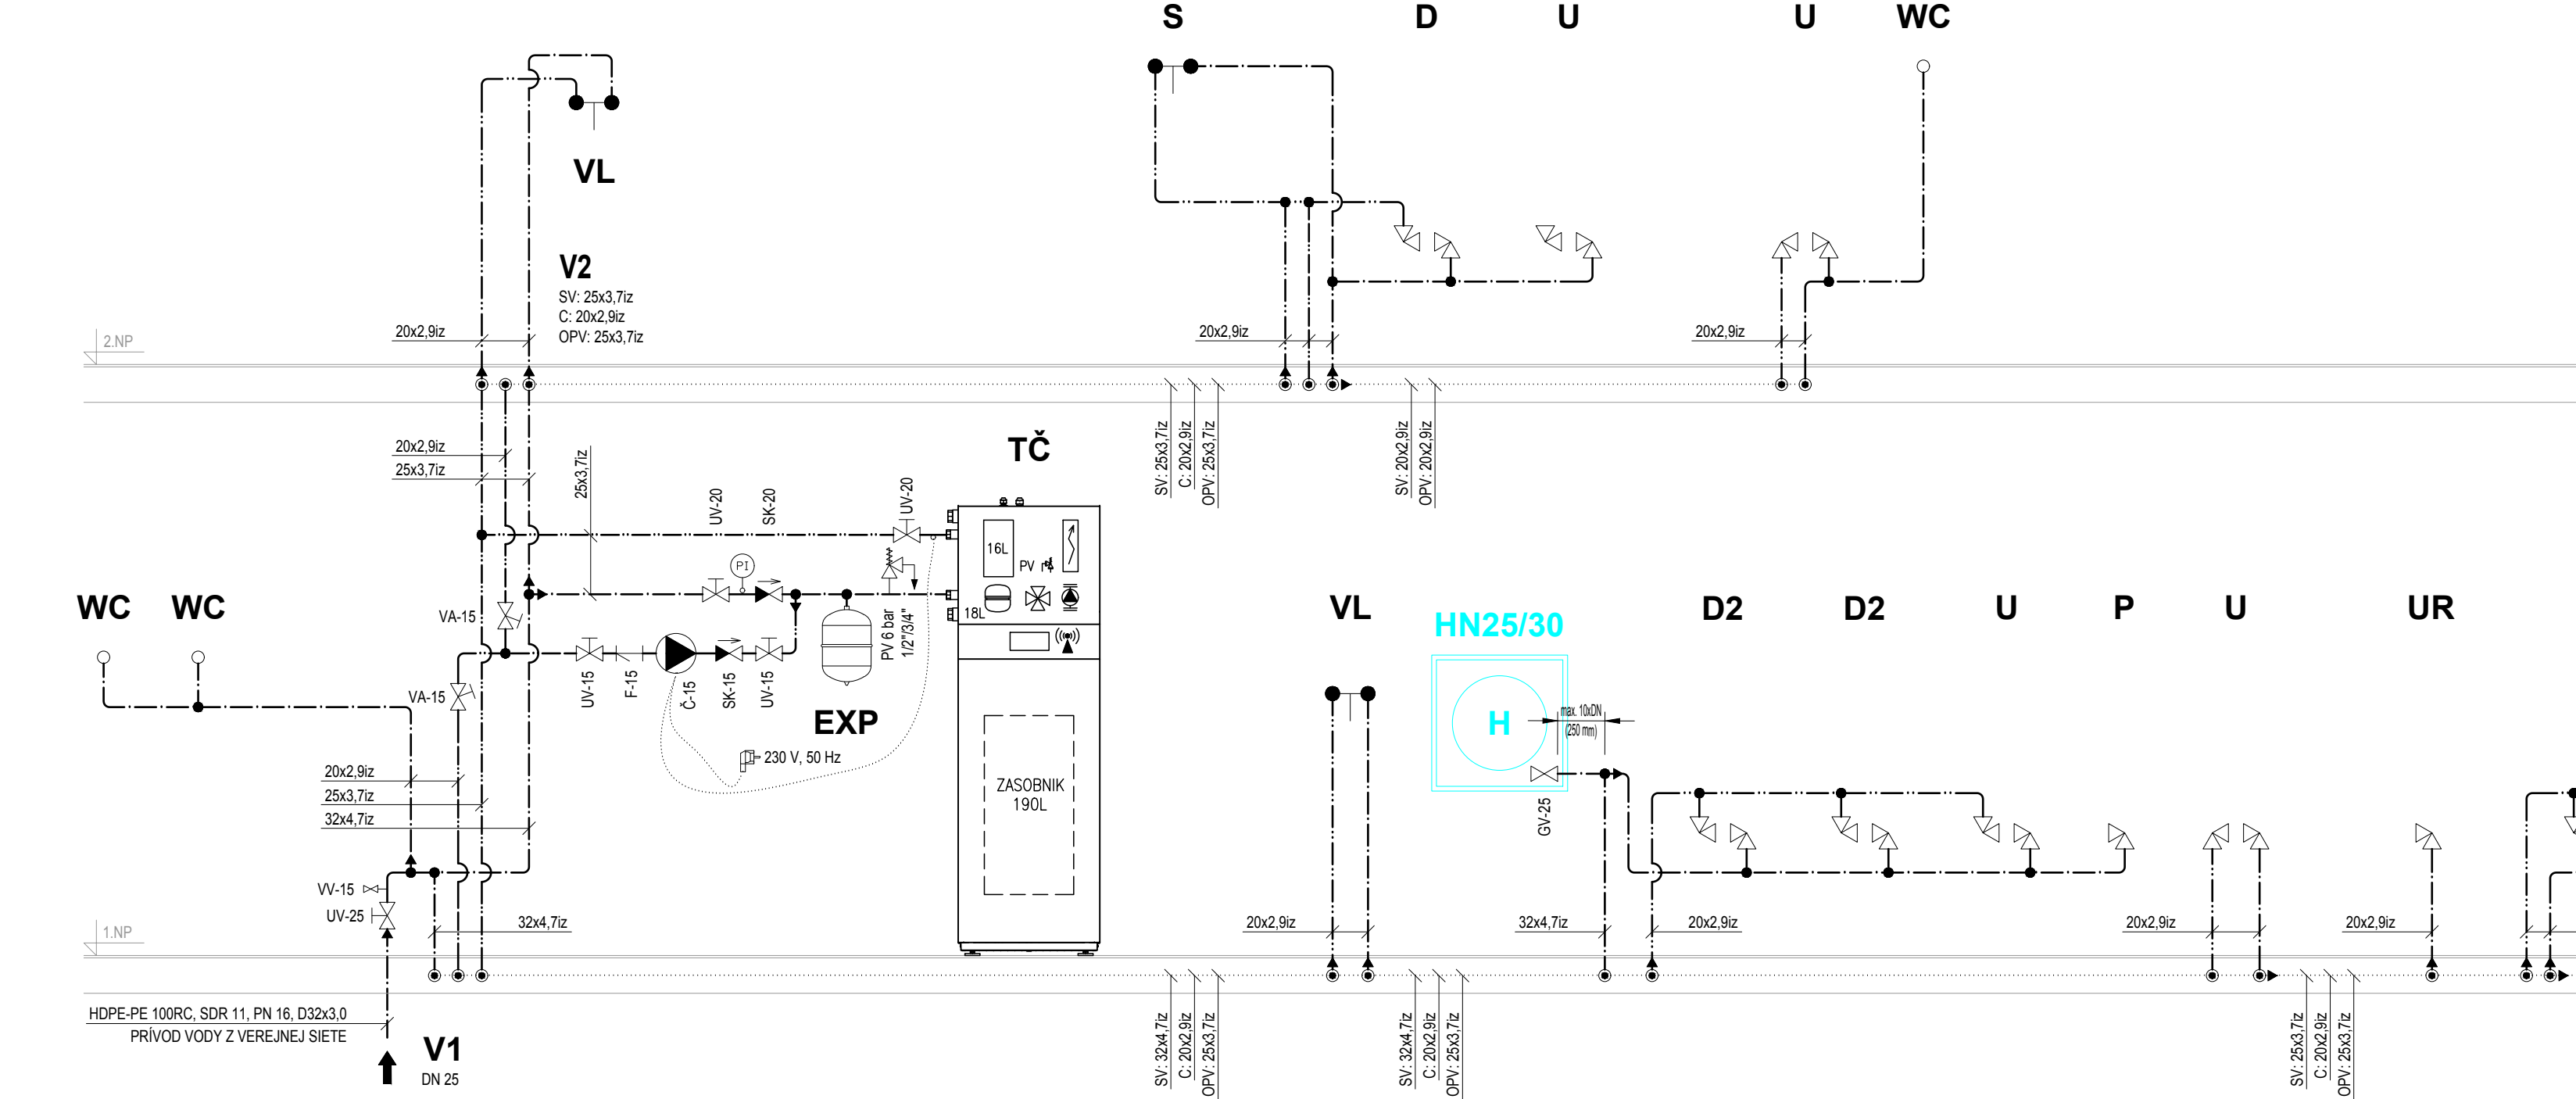 S D U U WC
VL
V2
SV: 25x3,7iz
C: 20x2,9iz
OPV: 25x3,7iz
20x2,9iz
20x2,9iz
20x2,9iz
2.NP
20x2,9iz
25x3,7iz
25x3,7iz
SV: 25x3,7iz
C: 20x2,9iz
OPV: 25x3,7iz
SV: 20x2,9iz
OPV: 20x2,9iz
TČ
UV-20
SK-20
UV-20
16L
PV
PI
18L
PV 6 bar
1/2"/3/4"
WC WC
VA-15
VA-15
UV-15
F-15
Č-15
SK-15
UV-15
EXP
230 V, 50 Hz
ZASOBNIK
190L
VL
HN25/30
H
max. 10xDN
(250 mm)
GV-25
D2 D2 U P U UR
20x2,9iz
25x3,7iz
32x4,7iz
VV-15
UV-25
32x4,7iz
20x2,9iz
32x4,7iz
20x2,9iz
20x2,9iz
20x2,9iz
1.NP
HDPE-PE 100RC, SDR 11, PN 16, D32x3,0
PRÍVOD VODY Z VEREJNEJ SIETE
V1
DN 25
SV: 32x4,7iz
C: 20x2,9iz
OPV: 25x3,7iz
SV: 32x4,7iz
C: 20x2,9iz
OPV: 25x3,7iz
SV: 25x3,7iz
C: 20x2,9iz
OPV: 25x3,7iz